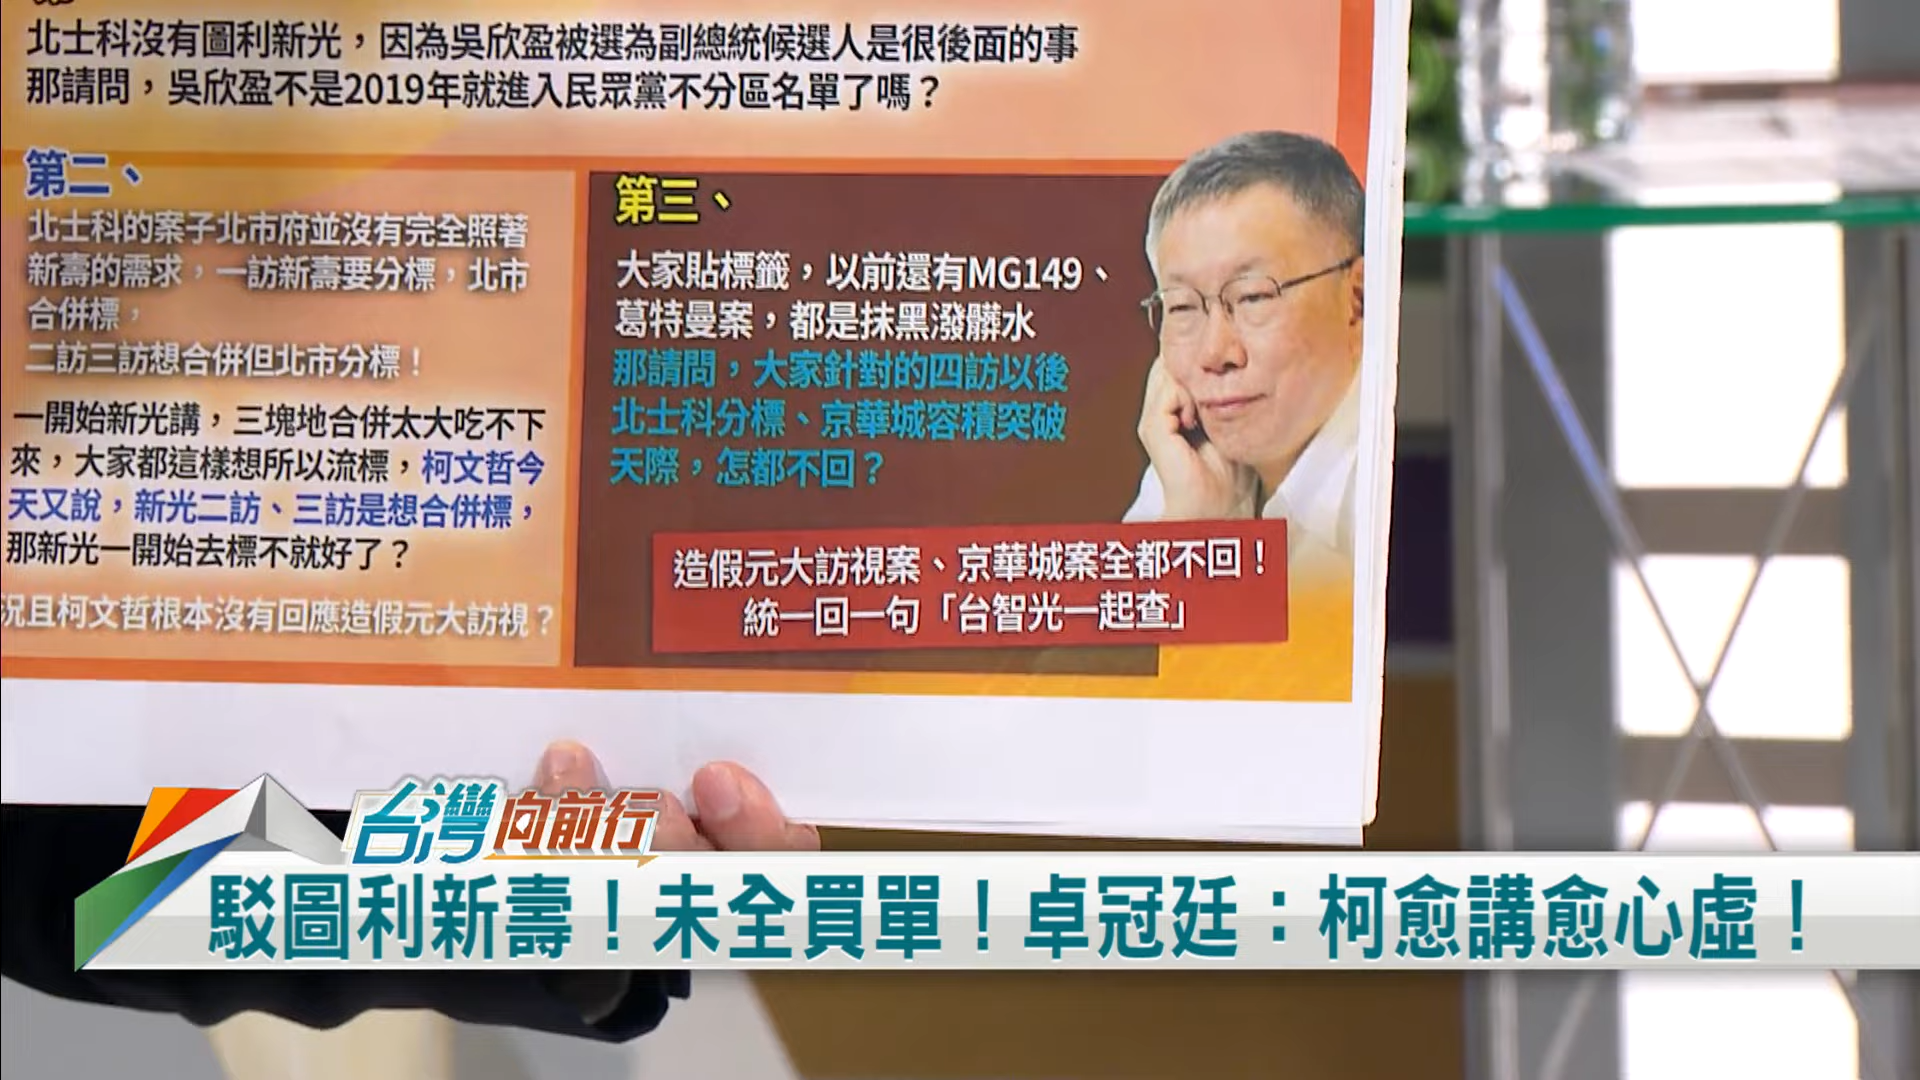 北士科沒有圖利新光，因為吳欣盈被選為副總統候選人是很後面的事
那請問，吳欣盈不是2019年就進入民眾黨不分區名單了嗎？
第二、
北士科的案子北市府並沒有完全照著
新壽的需求，一訪新壽要分標，北市
合併標，
二訪三訪想合併但北市分標！
一開始新光講，三塊地合併太大吃不下
來，大家都這樣想所以流標，柯文哲今
天又說，新光二訪、三訪是想合併標，
那新光一開始去標不就好了？
況且柯文哲根本沒有回應造假元大訪視？
第三、
大家貼標籤，以前還有MG149、
葛特曼案，都是抹黑潑髒水
那請問，大家針對的四訪以後
北士科分標、京華城容積突破
天際，怎都不回？
造假元大訪視案、京華城案全都不回！
統一回一句「台智光一起查」
台灣向前行
駁圖利新壽！未全買單！卓冠廷：柯愈講愈心虛！